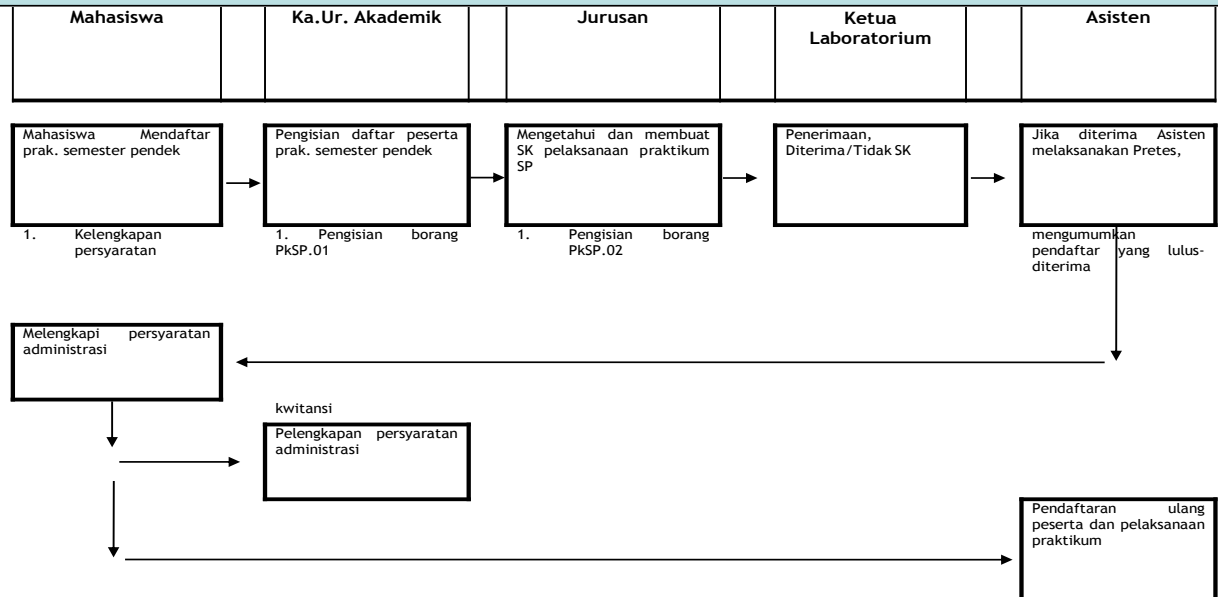 Mahasiswa
Ka.Ur. Akademik
Jurusan
Ketua
Laboratorium
Asisten
Mahasiswa Mendaftar
prak. semester pendek
Pengisian daftar peserta
prak. semester pendek
Mengetahui dan membuat
SK pelaksanaan praktikum
SP
Penerimaan,
Diterima/Tidak SK
Jika diterima Asisten
melaksanakan Pretes,
1. Kelengkapan
persyaratan
1. Pengisian borang
PkSP.01
1. Pengisian borang
PkSP.02
mengumumkan
pendaftar yang lulus-
diterima
Melengkapi persyaratan
administrasi
kwitansi
Pelengkapan persyaratan
administrasi
Pendaftaran ulang
peserta dan pelaksanaan
praktikum